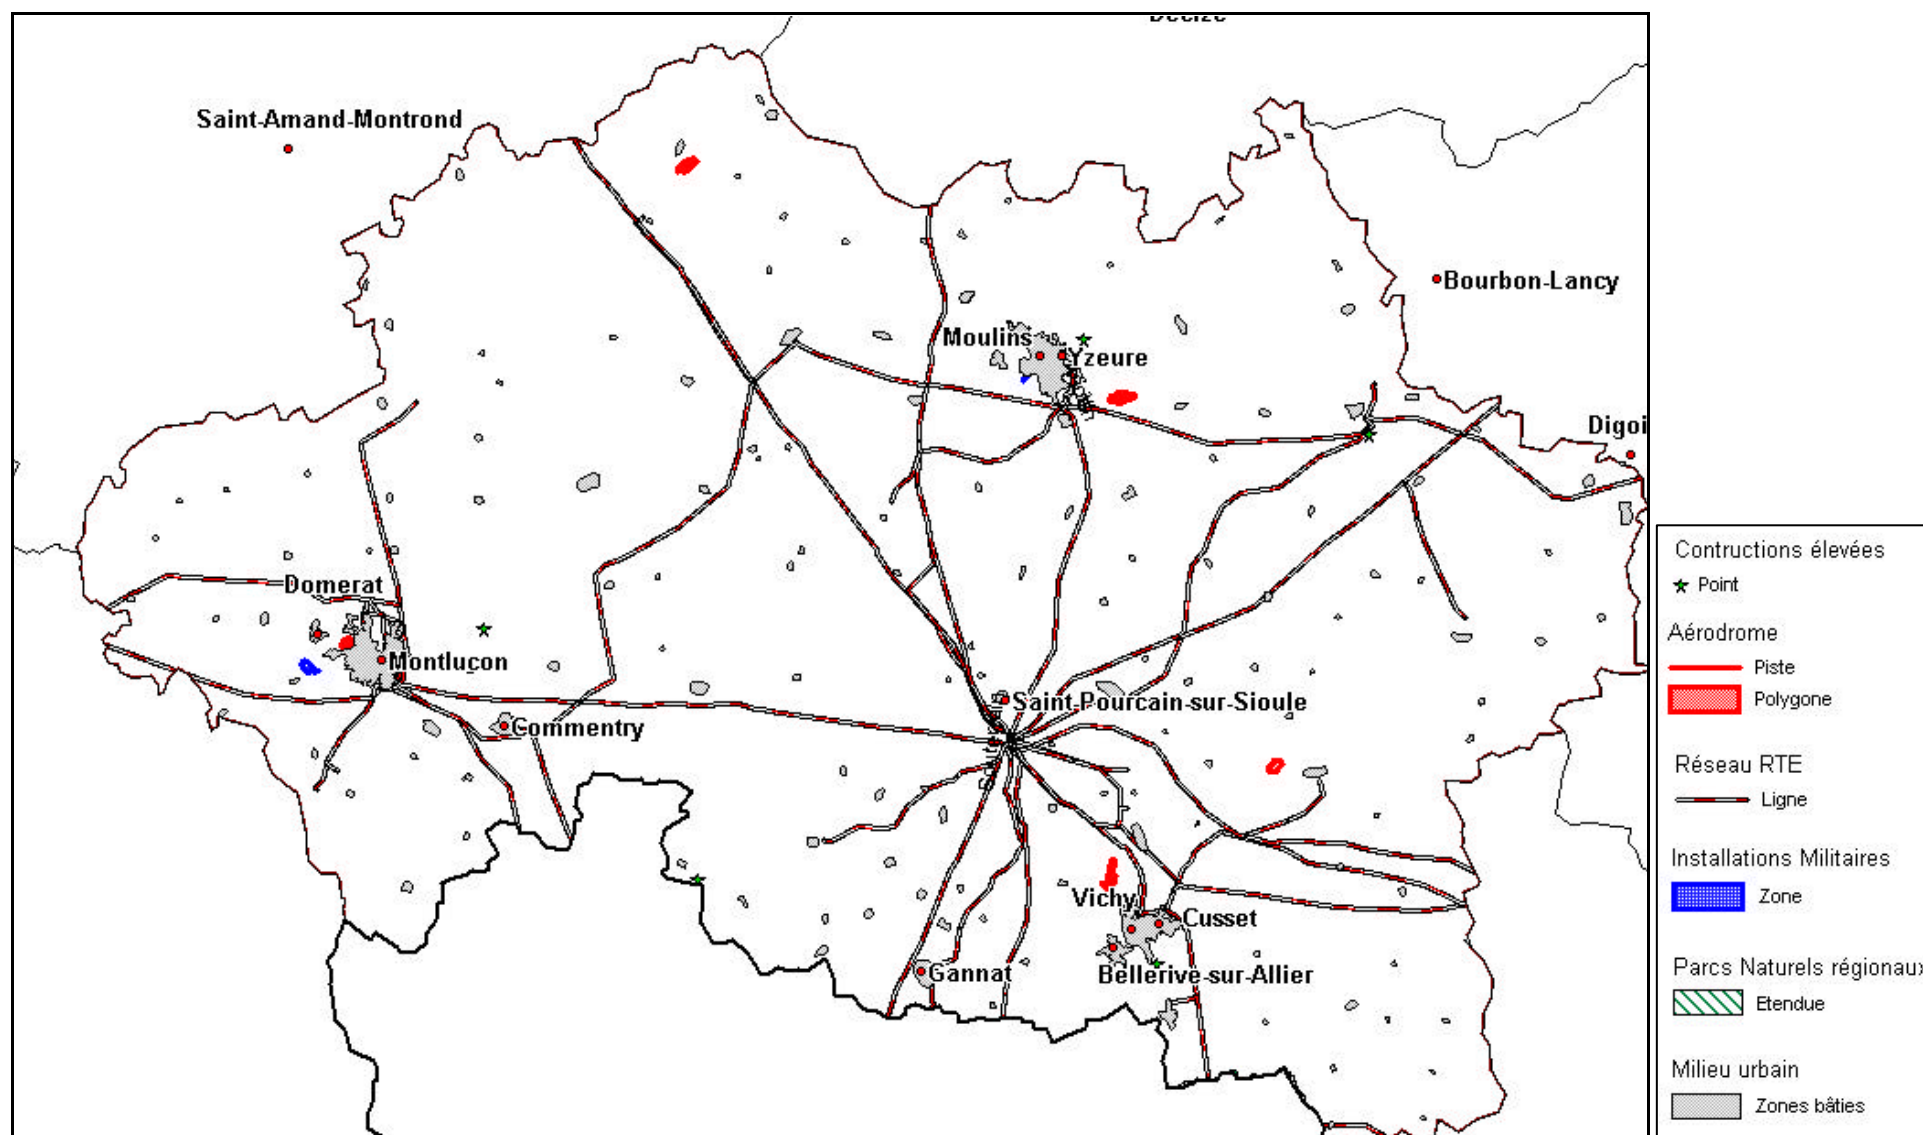 Decize
Saint-Amand-Montrond
Bourbon-Lancy
Moulins
Yzeure
Digoi
Domerat
Montluçon
Saint-Pourcain-sur-Sioule
Commentry
Vichy
Cusset
Gannat
Bellerive-sur-Allier
Contructions élevées
Point
Aérodrome
Piste
Polygone
Réseau RTE
Ligne
Installations Militaires
Zone
Parcs Naturels régionaux
Etendue
Milieu urbain
Zones bâties